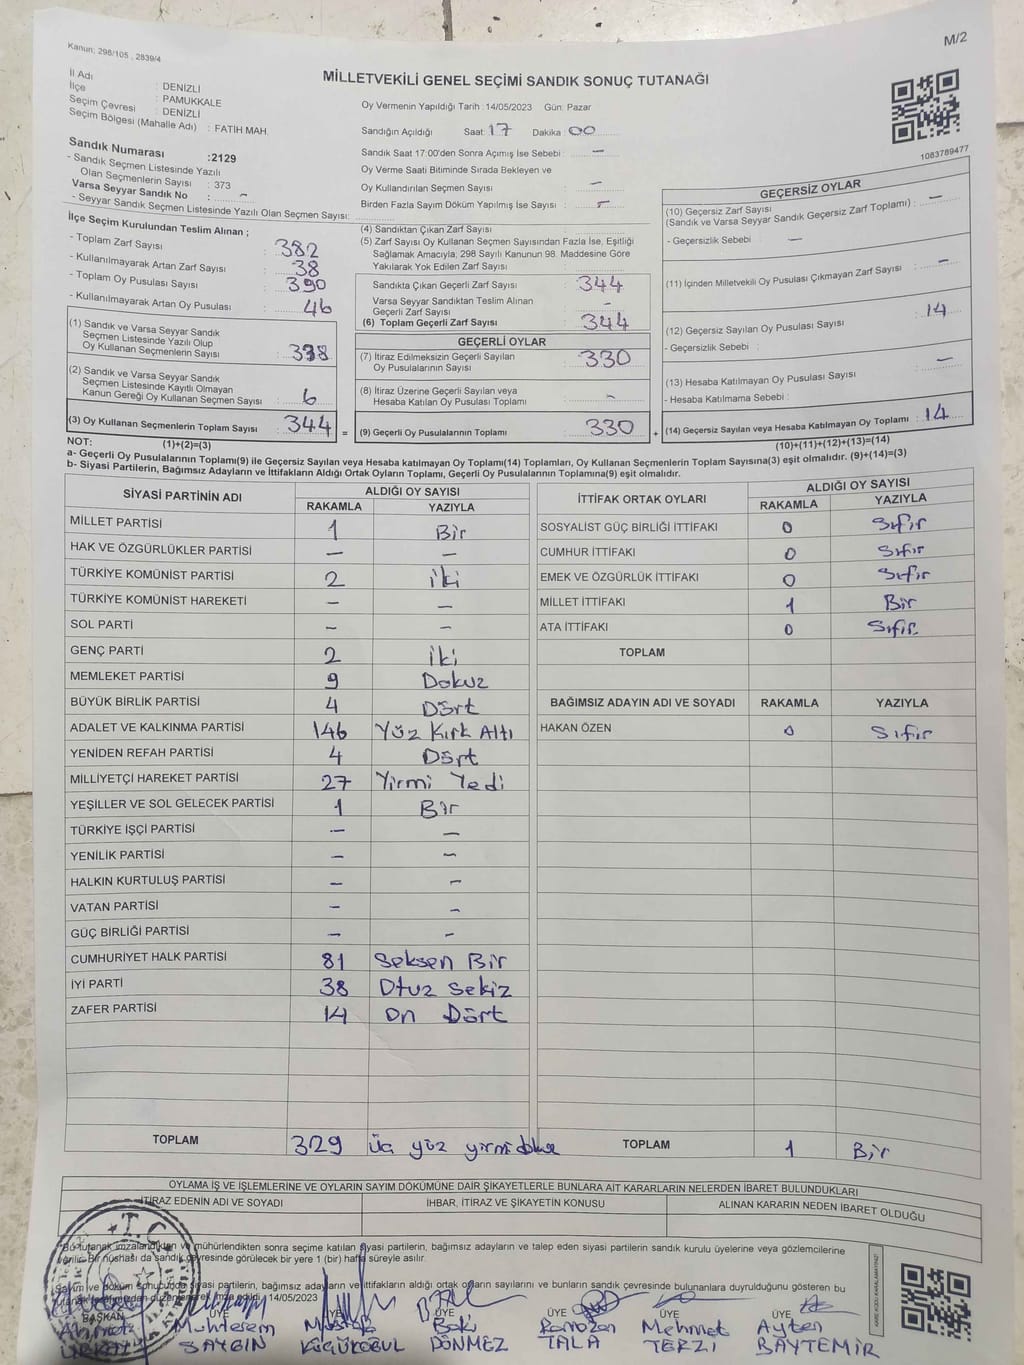 M/2
Kanun; 298/105 , 2839/4
MİLLETVEKİLİ GENEL SEÇİMİ SANDIK SONUÇ TUTANAĞI
İl Adı : DENİZLİ
İlçe : PAMUKKALE
Seçim Çevresi : DENİZLİ
Seçim Bölgesi (Mahalle Adı) : FATİH MAH.
Oy Vermenin Yapıldığı Tarih : 14/05/2023 Gün: Pazar
Sandığın Açıldığı Saat: 17 Dakika : 00
Sandık Saat 17:00'den Sonra Açılmış İse Sebebi : —
Oy Verme Saati Bitiminde Sırada Bekleyen ve
Oy Kullandırılan Seçmen Sayısı : —
Birden Fazla Sayım Döküm Yapılmış İse Sayısı : —
1083789477
Sandık Numarası :2129
- Sandık Seçmen Listesinde Yazılı
Olan Seçmenlerin Sayısı : 373
Varsa Seyyar Sandık No : —
- Seyyar Sandık Seçmen Listesinde Yazılı Olan Seçmen Sayısı:
İlçe Seçim Kurulundan Teslim Alınan ;
- Toplam Zarf Sayısı : 382
- Kullanılmayarak Artan Zarf Sayısı : 38
- Toplam Oy Pusulası Sayısı : 390
- Kullanılmayarak Artan Oy Pusulası : 46
(1) Sandık ve Varsa Seyyar Sandık
Seçmen Listesinde Yazılı Olup
Oy Kullanan Seçmenlerin Sayısı : 338
(2) Sandık ve Varsa Seyyar Sandık
Seçmen Listesinde Kayıtlı Olmayan
Kanun Gereği Oy Kullanan Seçmen Sayısı : 6
(3) Oy Kullanan Seçmenlerin Toplam Sayısı : 344 =
(4) Sandıktan Çıkan Zarf Sayısı :
(5) Zarf Sayısı Oy Kullanan Seçmen Sayısından Fazla İse, Eşitliği
Sağlamak Amacıyla; 298 Sayılı Kanunun 98. Maddesine Göre
Yakılarak Yok Edilen Zarf Sayısı :
Sandıkta Çıkan Geçerli Zarf Sayısı : 344
Varsa Seyyar Sandıktan Teslim Alınan
Geçerli Zarf Sayısı : —
(6) Toplam Geçerli Zarf Sayısı : 344
GEÇERLİ OYLAR
(7) İtiraz Edilmeksizin Geçerli Sayılan
Oy Pusulalarının Sayısı : 330
(8) İtiraz Üzerine Geçerli Sayılan veya
Hesaba Katılan Oy Pusulası Toplamı : —
(9) Geçerli Oy Pusulalarının Toplamı : 330 +
GEÇERSİZ OYLAR
(10) Geçersiz Zarf Sayısı
(Sandık ve Varsa Seyyar Sandık Geçersiz Zarf Toplamı) : —
- Geçersizlik Sebebi : —
(11) İçinden Milletvekili Oy Pusulası Çıkmayan Zarf Sayısı : —
(12) Geçersiz Sayılan Oy Pusulası Sayısı : 14
- Geçersizlik Sebebi :
(13) Hesaba Katılmayan Oy Pusulası Sayısı : —
- Hesaba Katılmama Sebebi :
(14) Geçersiz Sayılan veya Hesaba Katılmayan Oy Toplamı : 14
NOT: (1)+(2)=(3) (10)+(11)+(12)+(13)=(14)
a- Geçerli Oy Pusulalarının Toplamı(9) ile Geçersiz Sayılan veya Hesaba katılmayan Oy Toplamı(14) Toplamları, Oy Kullanan Seçmenlerin Toplam Sayısına(3) eşit olmalıdır. (9)+(14)=(3)
b- Siyasi Partilerin, Bağımsız Adayların ve İttifakların Aldığı Ortak Oyların Toplamı, Geçerli Oy Pusulalarının Toplamına(9) eşit olmalıdır.
SİYASİ PARTİNİN ADI ALDIĞI OY SAYISI
RAKAMLA YAZIYLA
MİLLET PARTİSİ 1 Bir
HAK VE ÖZGÜRLÜKLER PARTİSİ — —
TÜRKİYE KOMÜNİST PARTİSİ 2 iki
TÜRKİYE KOMÜNİST HAREKETİ — —
SOL PARTİ — —
GENÇ PARTİ 2 iki
MEMLEKET PARTİSİ 9 Dokuz
BÜYÜK BİRLİK PARTİSİ 4 Dört
ADALET VE KALKINMA PARTİSİ 146 Yüz Kırk Altı
YENİDEN REFAH PARTİSİ 4 Dört
MİLLİYETÇİ HAREKET PARTİSİ 27 Yirmi Yedi
YEŞİLLER VE SOL GELECEK PARTİSİ 1 Bir
TÜRKİYE İŞÇİ PARTİSİ — —
YENİLİK PARTİSİ — —
HALKIN KURTULUŞ PARTİSİ — —
VATAN PARTİSİ — —
GÜÇ BİRLİĞİ PARTİSİ — —
CUMHURİYET HALK PARTİSİ 81 Seksen Bir
İYİ PARTİ 38 Otuz Sekiz
ZAFER PARTİSİ 14 On Dört
TOPLAM 329 üç yüz yirmi dokuz
İTTİFAK ORTAK OYLARI ALDIĞI OY SAYISI
RAKAMLA YAZIYLA
SOSYALİST GÜÇ BİRLİĞİ İTTİFAKI 0 Sıfır
CUMHUR İTTİFAKI 0 Sıfır
EMEK VE ÖZGÜRLÜK İTTİFAKI 0 Sıfır
MİLLET İTTİFAKI 1 Bir
ATA İTTİFAKI 0 Sıfır
TOPLAM
BAĞIMSIZ ADAYIN ADI VE SOYADI RAKAMLA YAZIYLA
HAKAN ÖZEN 0 Sıfır
TOPLAM 1 Bir
OYLAMA İŞ VE İŞLEMLERİNE VE OYLARIN SAYIM DÖKÜMÜNE DAİR ŞİKAYETLERLE BUNLARA AİT KARARLARIN NELERDEN İBARET BULUNDUKLARI
İTİRAZ EDENİN ADI VE SOYADI İHBAR, İTİRAZ VE ŞİKAYETİN KONUSU ALINAN KARARIN NEDEN İBARET OLDUĞU
T.C.
"Bu tutanak imzalandıktan ve mühürlendikten sonra seçime katılan siyasi partilerin, bağımsız adayların ve talep eden siyasi partilerin sandık kurulu üyelerine veya gözlemcilerine
verilir. Bir nüshası da sandık çevresinde görülecek bir yere 1 (bir) hafta süreyle asılır.
Sayım ve döküm sonucunda siyasi partilerin, bağımsız adayların ve ittifakların aldığı ortak oyların sayılarını ve bunların sandık çevresinde bulunanlara duyrulduğunu gösteren bu
14/05/2023
BAŞKAN ÜYE ÜYE ÜYE ÜYE ÜYE ÜYE
Ahmet Muhterem Mustafa Baki Ramazan Mehmet Ayten
SAYGIN KÜÇÜKOBUL DÖNMEZ TALA TERZİ BAYTEMİR
KARE KODU KARALAMAYINIZ!